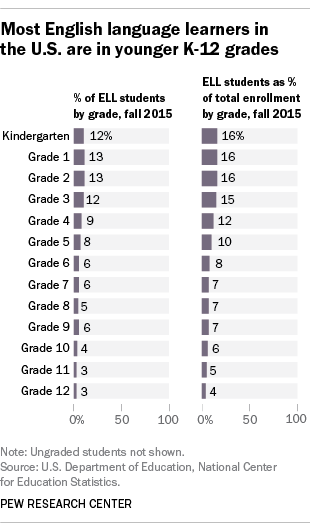 Most English language learners in
the U.S. are in younger K-12 grades
% of ELL students
by grade, fall 2015
ELL students as %
of total enrollment
by grade, fall 2015
Kindergarten 12% 16%
Grade 1 13 16
Grade 2 13 16
Grade 3 12 15
Grade 4 9 12
Grade 5 8 10
Grade 6 6 8
Grade 7 6 7
Grade 8 5 7
Grade 9 6 7
Grade 10 4 6
Grade 11 3 5
Grade 12 3 4
0% 50 100 0% 50 100
Note: Ungraded students not shown.
Source: U.S. Department of Education, National Center
for Education Statistics.
PEW RESEARCH CENTER